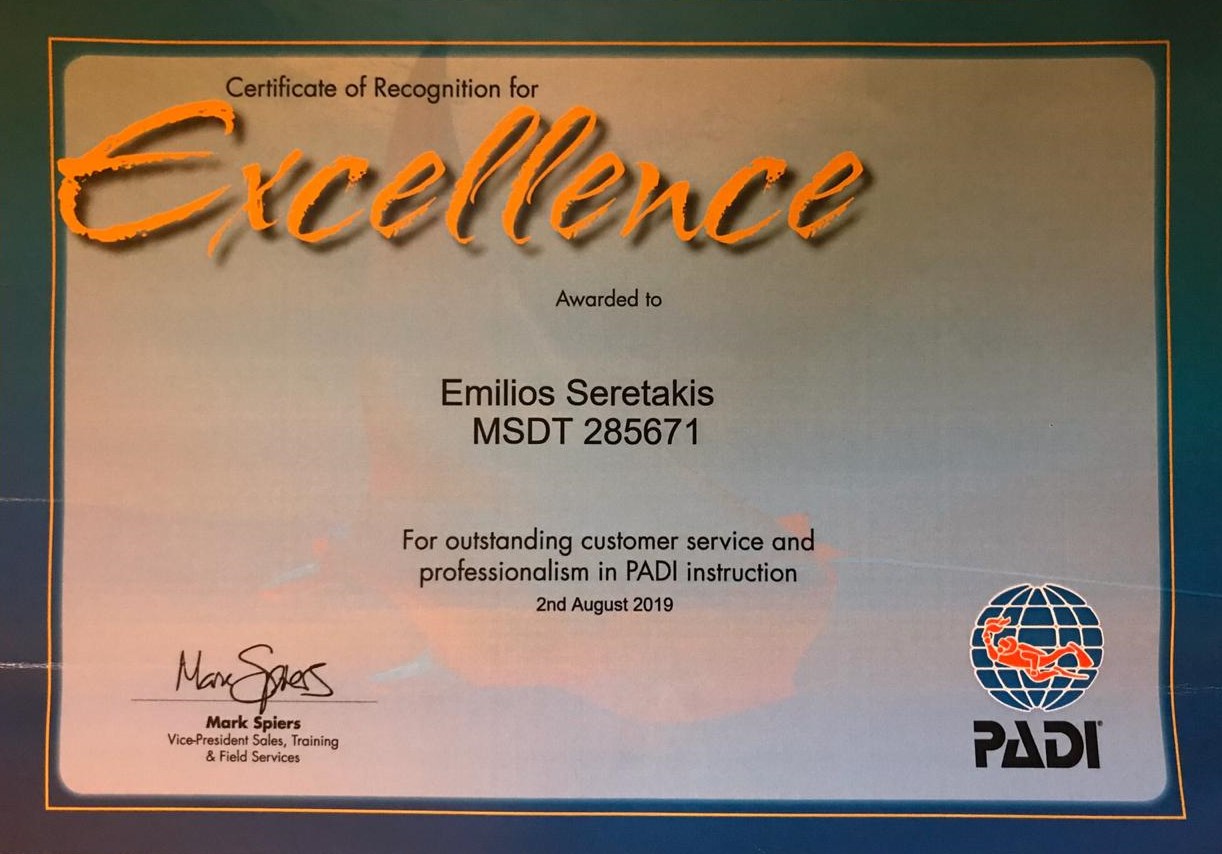 Certificate of Recognition for
Excellence
Awarded to
Emilios Seretakis
MSDT 285671
For outstanding customer service and
professionalism in PADI instruction
2nd August 2019
Mark Spiers
Mark Spiers
Vice-President Sales, Training
& Field Services
PADI®